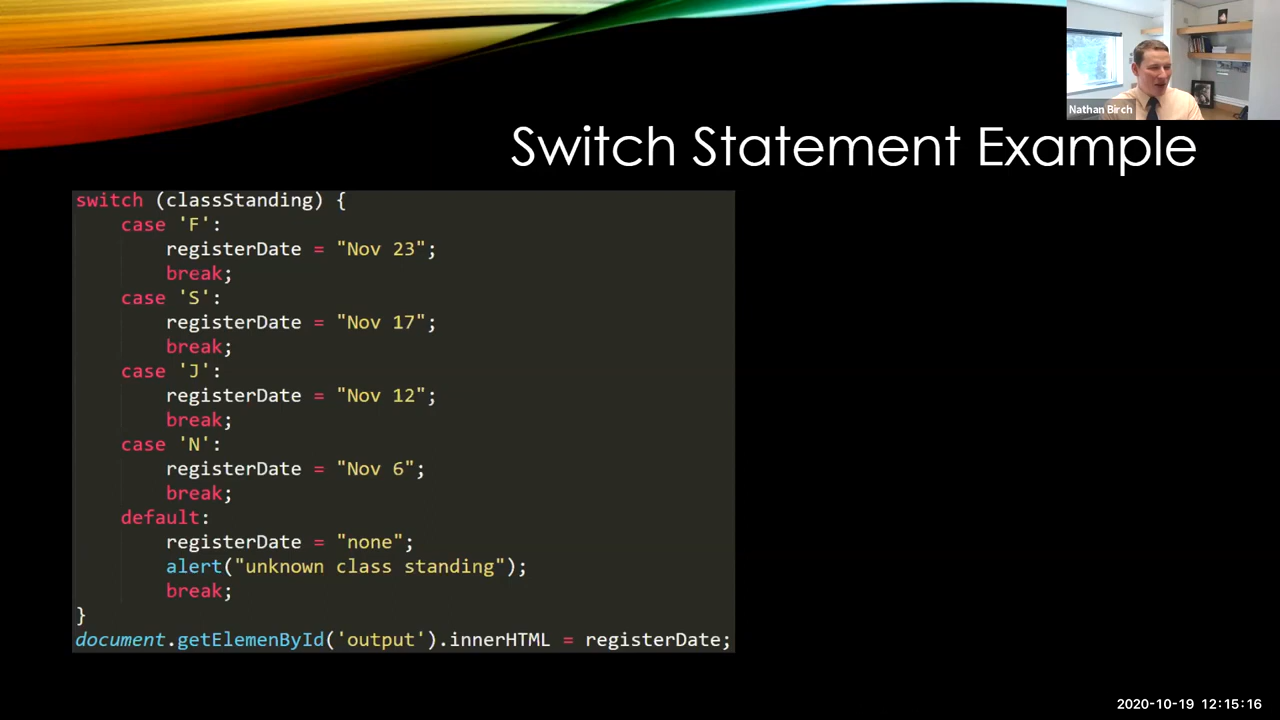 Nathan Birch
Switch Statement Example
switch (classStanding) {
case 'F':
registerDate = "Nov 23";
break;
case 'S':
registerDate = "Nov 17";
break;
case 'J':
registerDate = "Nov 12";
break;
case 'N':
registerDate = "Nov 6";
break;
default:
registerDate = "none";
alert("unknown class standing");
break;
}
document.getElemenById('output').innerHTML = registerDate;
2020-10-19 12:15:16